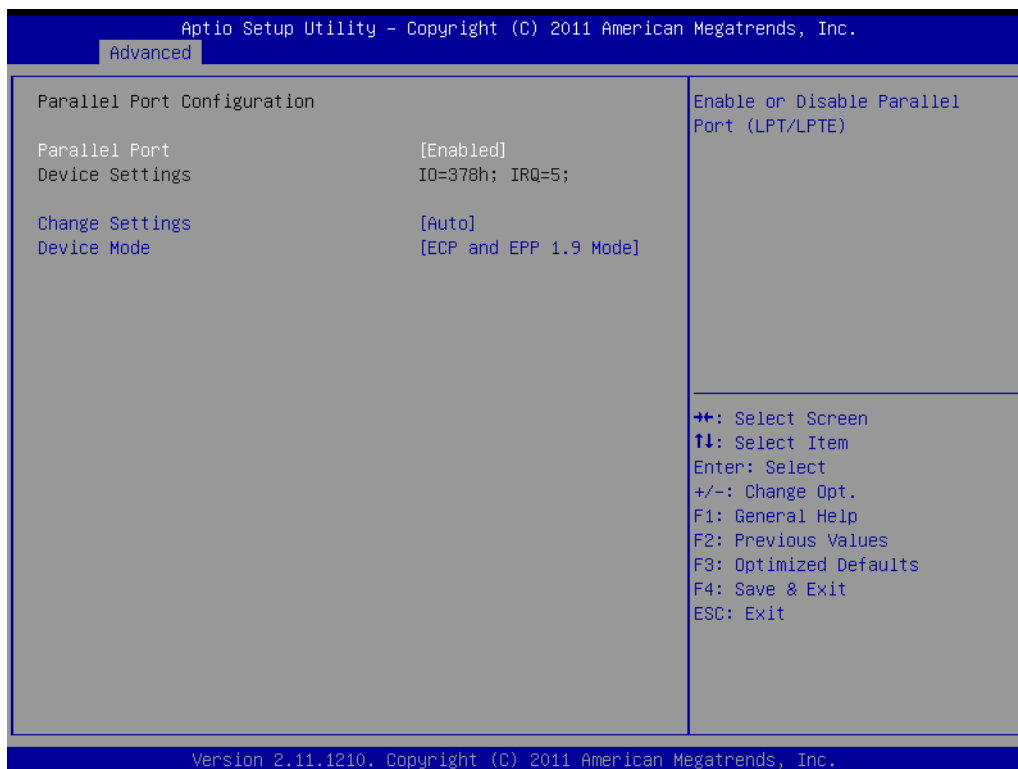 Aptio Setup Utility – Copyright (C) 2011 American Megatrends, Inc.
Advanced
Parallel Port Configuration
Parallel Port [Enabled]
Device Settings IO=378h; IRQ=5;
Change Settings [Auto]
Device Mode [ECP and EPP 1.9 Mode]
Enable or Disable Parallel
Port (LPT/LPTE)
→←: Select Screen
↑↓: Select Item
Enter: Select
+/-: Change Opt.
F1: General Help
F2: Previous Values
F3: Optimized Defaults
F4: Save & Exit
ESC: Exit
Version 2.11.1210. Copyright (C) 2011 American Megatrends, Inc.